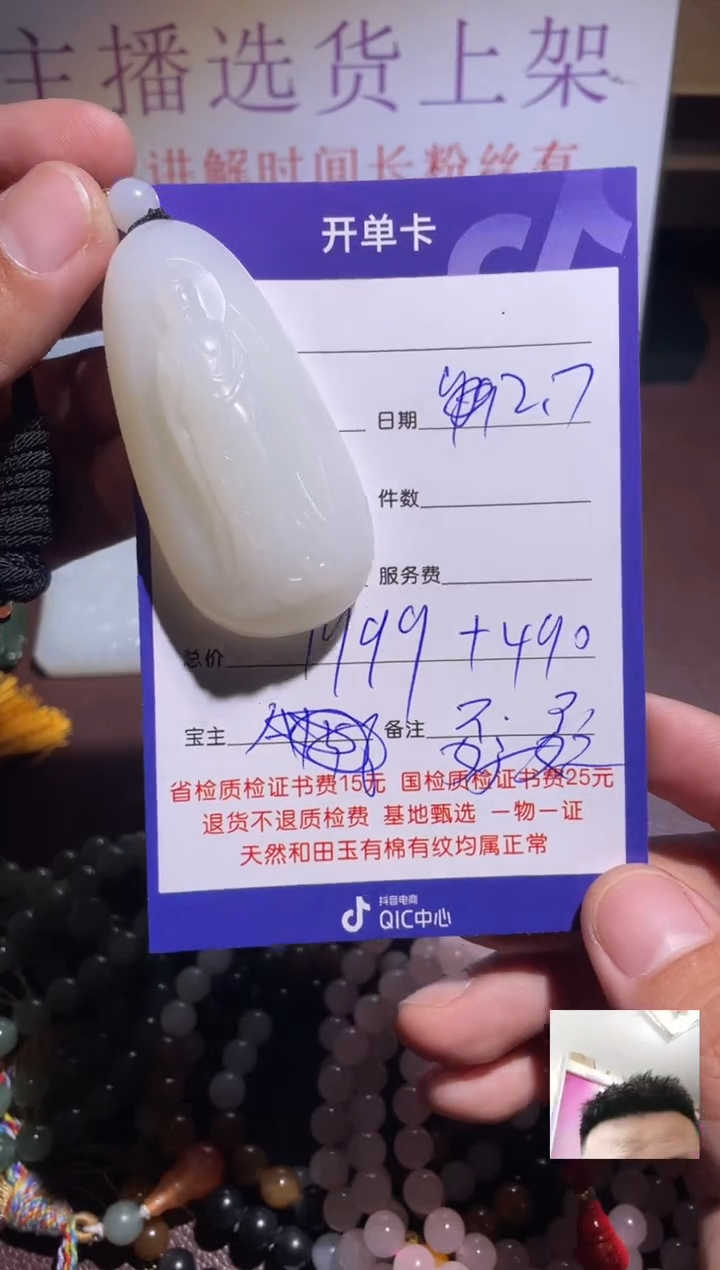 主播选货上架
讲解时间长粉丝有
开单卡
日期 2.7
件数
服务费
总价 1999 + 490
宝主 备注
省检质检证书费15元 国检质检证书费25元
退货不退质检费 基地甄选 一物一证
天然和田玉有棉有纹均属正常
抖音电商
QIC中心